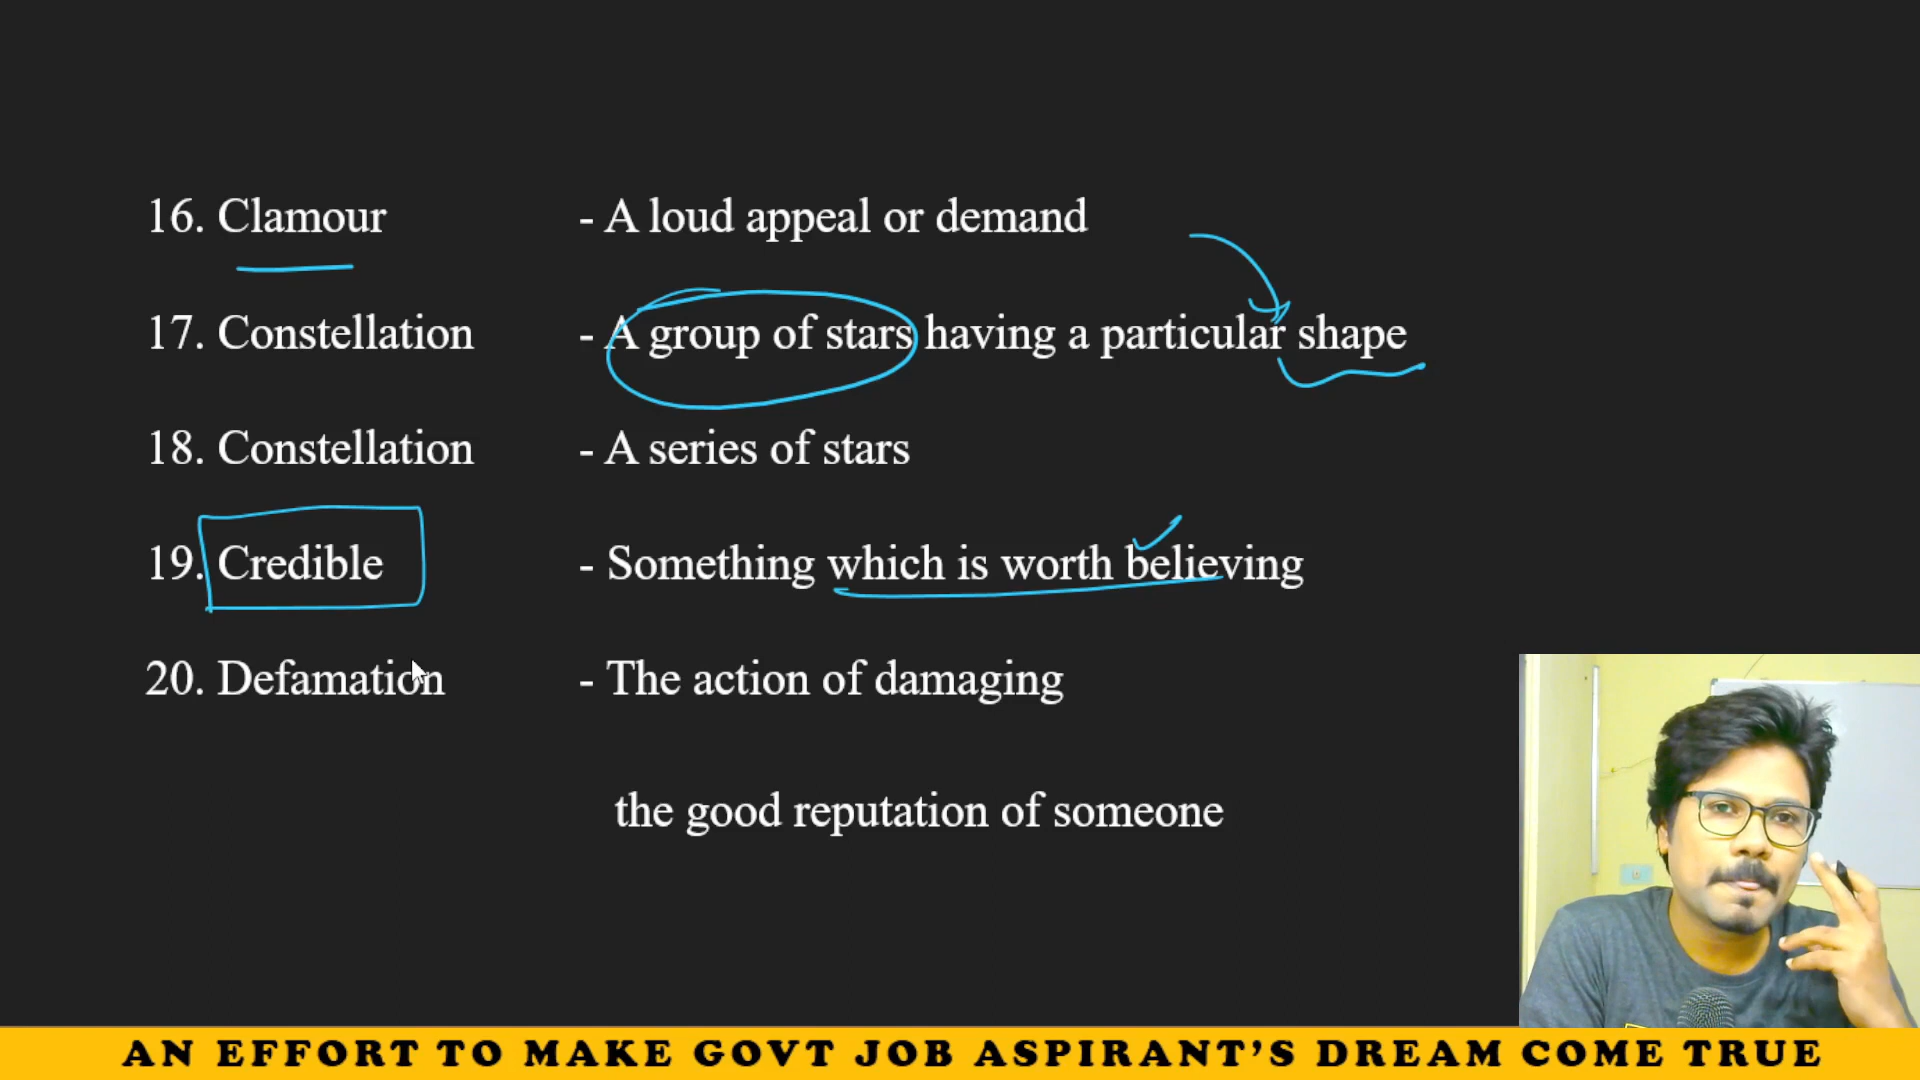 16. Clamour - A loud appeal or demand
17. Constellation - A group of stars having a particular shape
18. Constellation - A series of stars
19. Credible - Something which is worth believing
20. Defamation - The action of damaging
the good reputation of someone
AN EFFORT TO MAKE GOVT JOB ASPIRANT’S DREAM COME TRUE